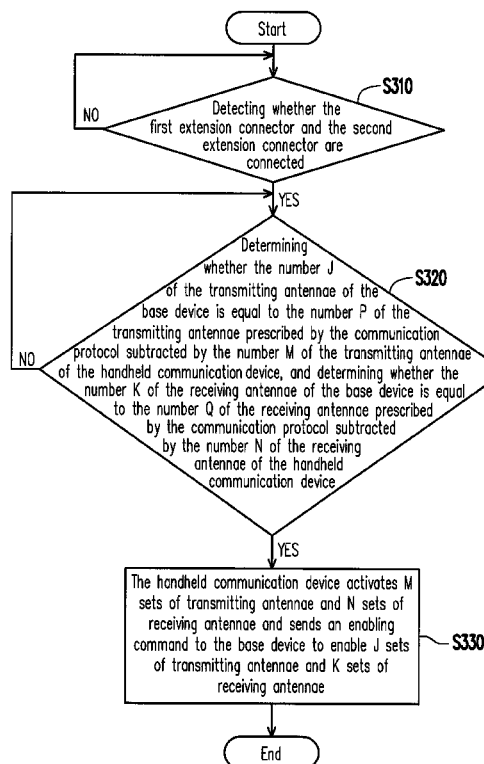 Start
S310
Detecting whether the
first extension connector and the second
extension connector are
connected
NO
YES
Determining
whether the number J
of the transmitting antennae of the
base device is equal to the number P of the
transmitting antennae prescribed by the communication
protocol subtracted by the number M of the transmitting antennae
of the handheld communication device, and determining whether the
number K of the receiving antennae of the base device is equal
to the number Q of the receiving antennae prescribed
by the communication protocol subtracted
by the number N of the receiving
antennae of the handheld
communication device
S320
NO
YES
The handheld communication device activates M
sets of transmitting antennae and N sets of
receiving antennae and sends an enabling
command to the base device to enable J sets
of transmitting antennae and K sets of
receiving antennae
S330
End